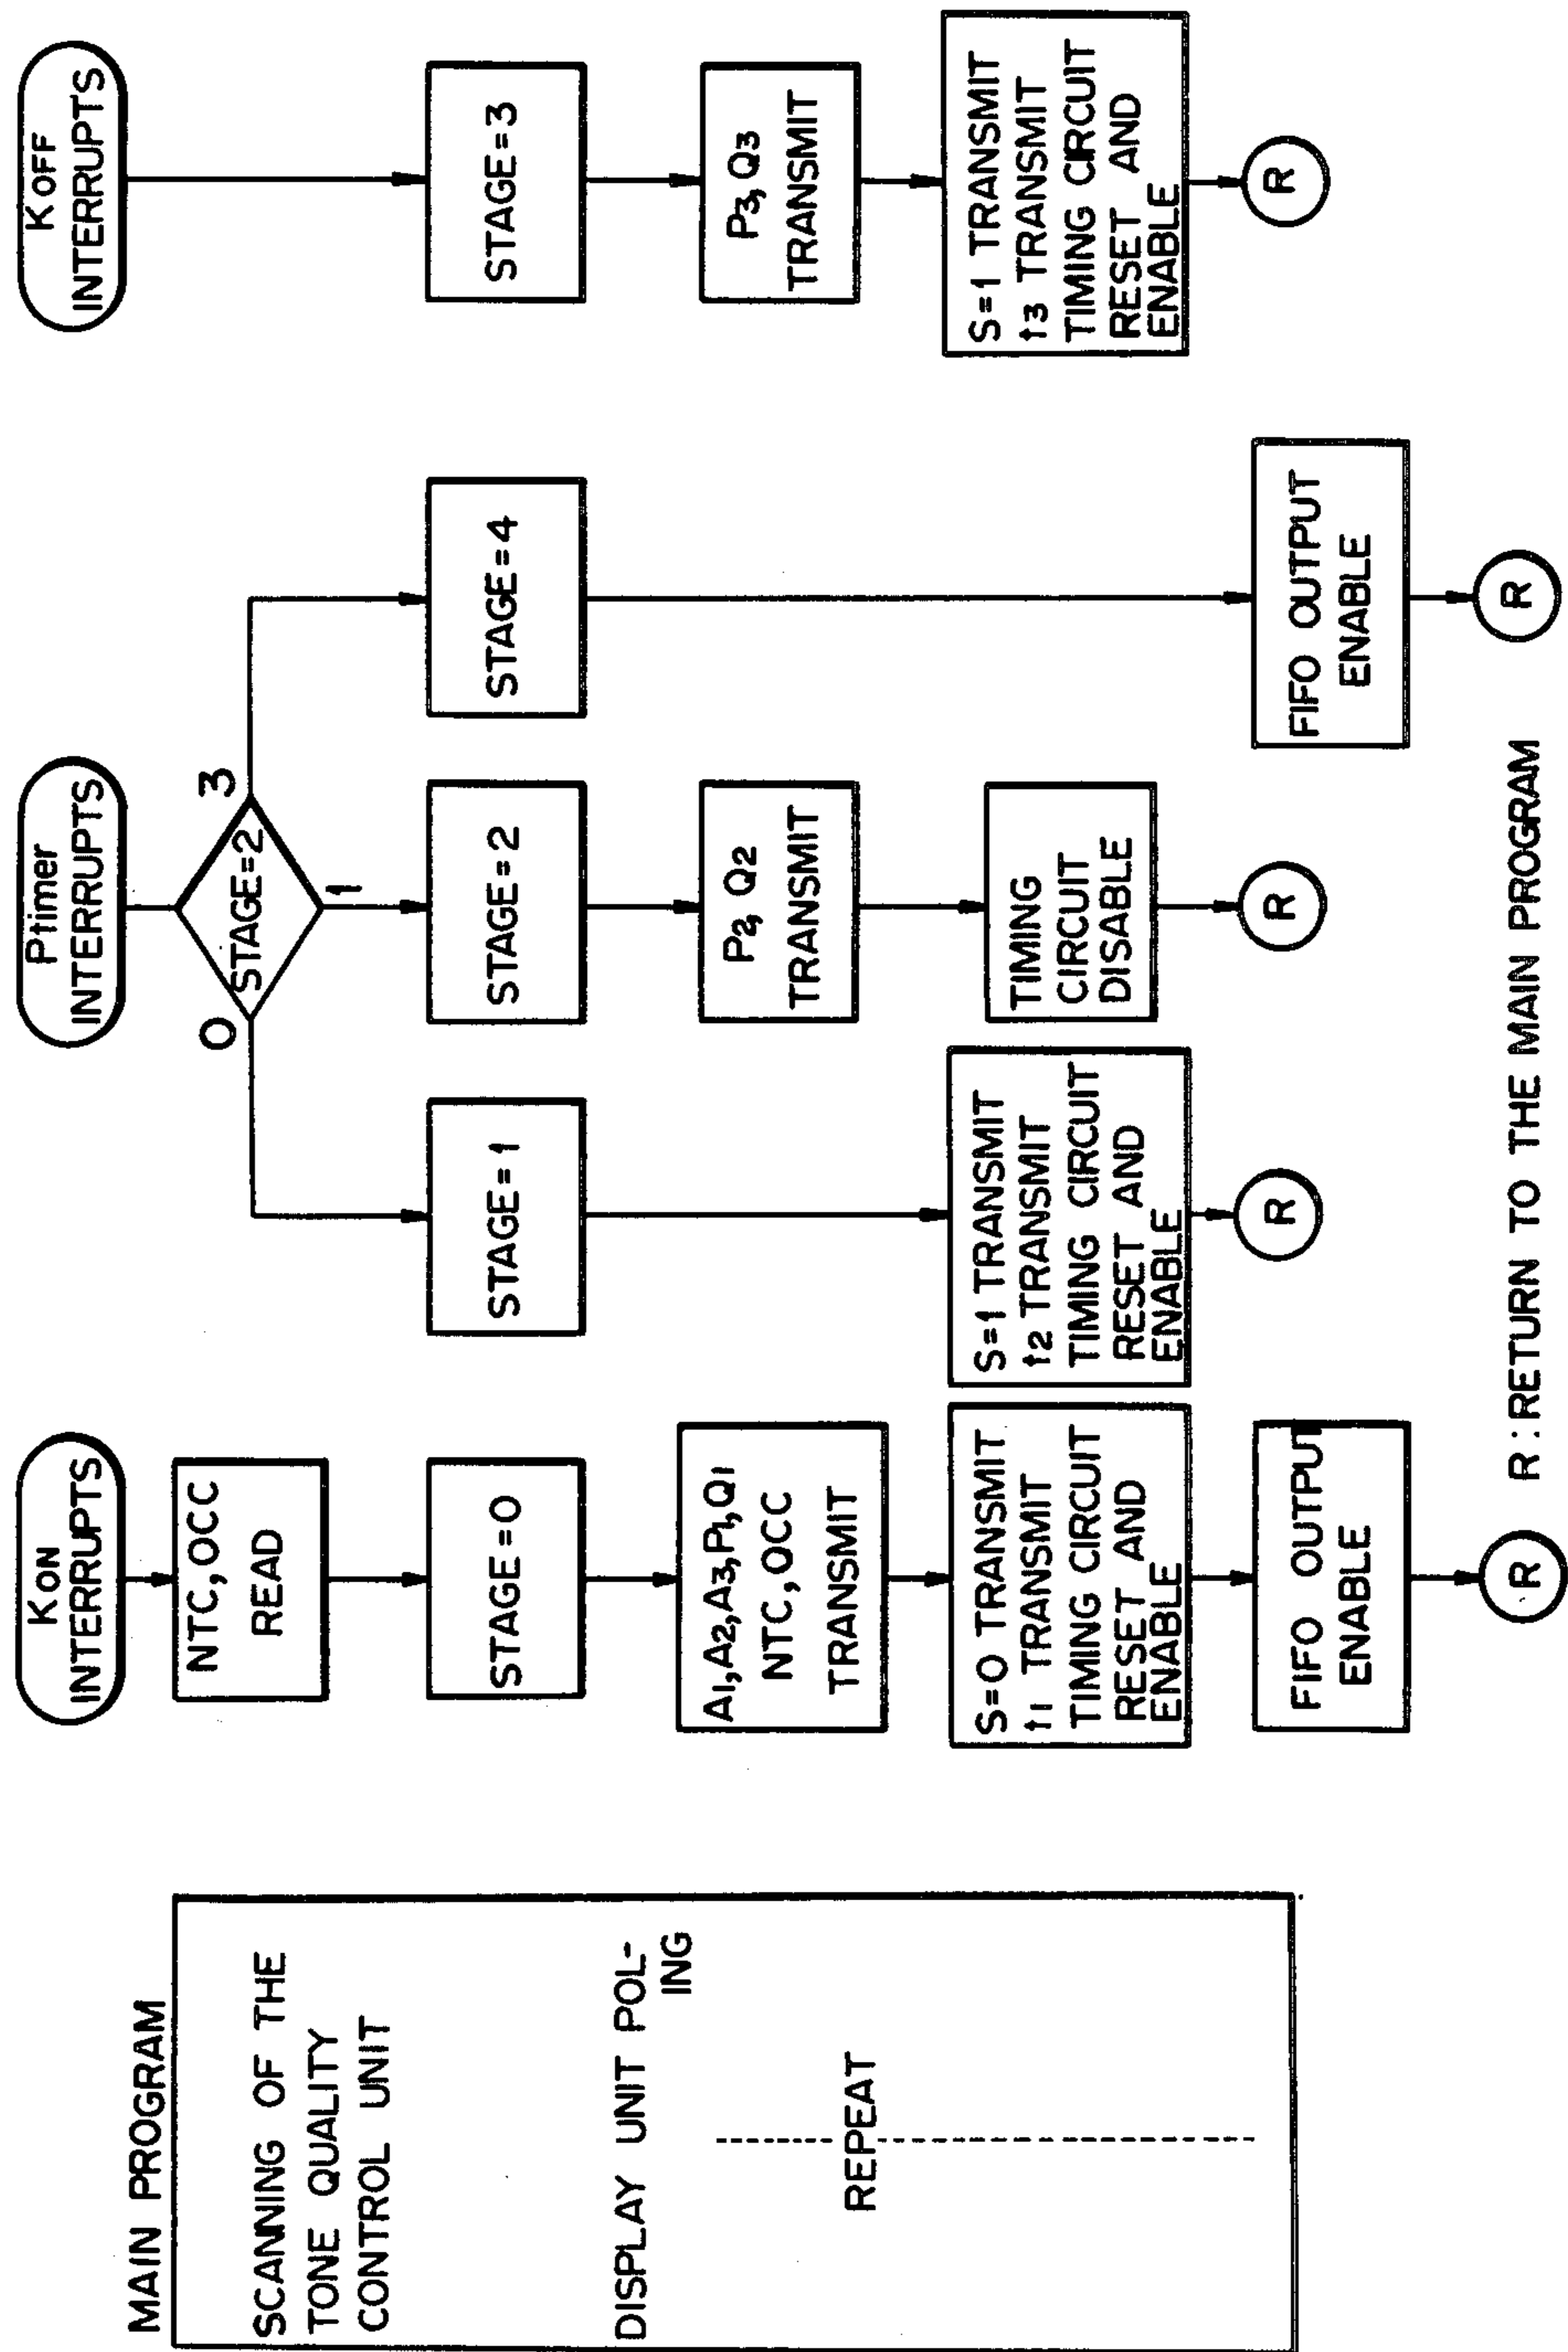 MAIN PROGRAM
SCANNING OF THE
TONE QUALITY
CONTROL UNIT
DISPLAY UNIT POL-
ING
REPEAT
KON
INTERRUPTS
NTC,OCC
READ
STAGE=0
A1,A2,A3,P1,Q1
NTC,OCC
TRANSMIT
S=0 TRANSMIT
t1 TRANSMIT
TIMING CIRCUIT
RESET AND
ENABLE
FIFO OUTPUT
ENABLE
R
Ptimer
INTERRUPTS
STAGE=2
0
1
3
STAGE=1
S=1 TRANSMIT
t2 TRANSMIT
TIMING CIRCUIT
RESET AND
ENABLE
R
STAGE=2
P2,Q2
TRANSMIT
TIMING
CIRCUIT
DISABLE
R
STAGE=4
FIFO OUTPUT
ENABLE
R
KOFF
INTERRUPTS
STAGE=3
P3,Q3
TRANSMIT
S=1 TRANSMIT
t3 TRANSMIT
TIMING CIRCUIT
RESET AND
ENABLE
R
R:RETURN TO THE MAIN PROGRAM